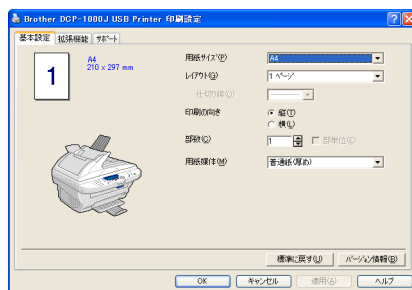 Brother DCP-1000J USB Printer 印刷設定
基本設定 拡張機能 サポート
1
A4
210 x 297 mm
用紙サイズ(P) A4
レイアウト(G) 1 ページ
仕切り線(O)
印刷の向き 縦(T)
横(L)
部数(C) 1 部単位(E)
用紙媒体(M) 普通紙(厚め)
標準に戻す(U) バージョン情報(B)
OK キャンセル 適用(A) ヘルプ